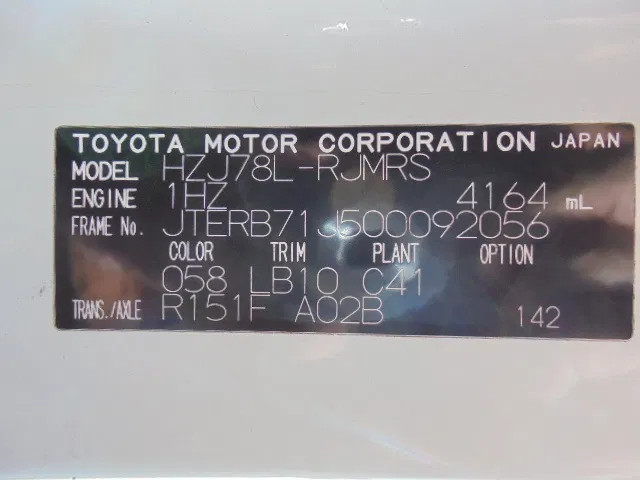 TOYOTA MOTOR CORPORATION JAPAN
MODEL HZJ78L-RJMRS
ENGINE 1HZ 4164 mL
FRAME No. JTERB71J500092056
COLOR TRIM PLANT OPTION
058 LB10 C41
TRANS./AXLE R151F A02B 142